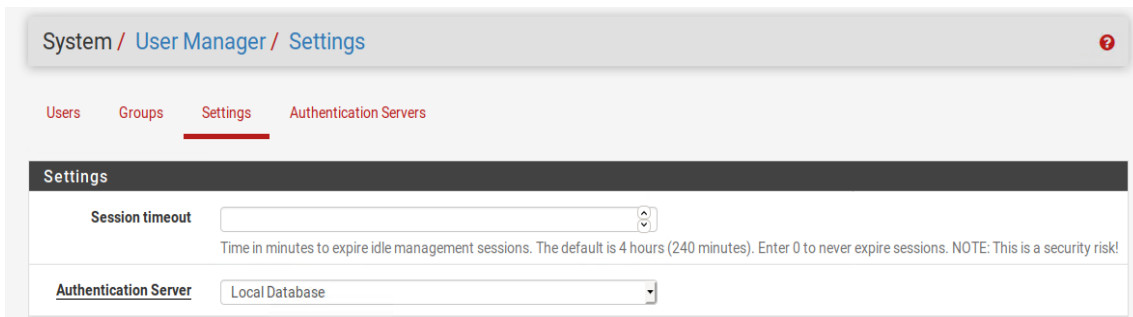 System / User Manager / Settings
Users Groups Settings Authentication Servers
Settings
Session timeout
Time in minutes to expire idle management sessions. The default is 4 hours (240 minutes). Enter 0 to never expire sessions. NOTE: This is a security risk!
Authentication Server Local Database